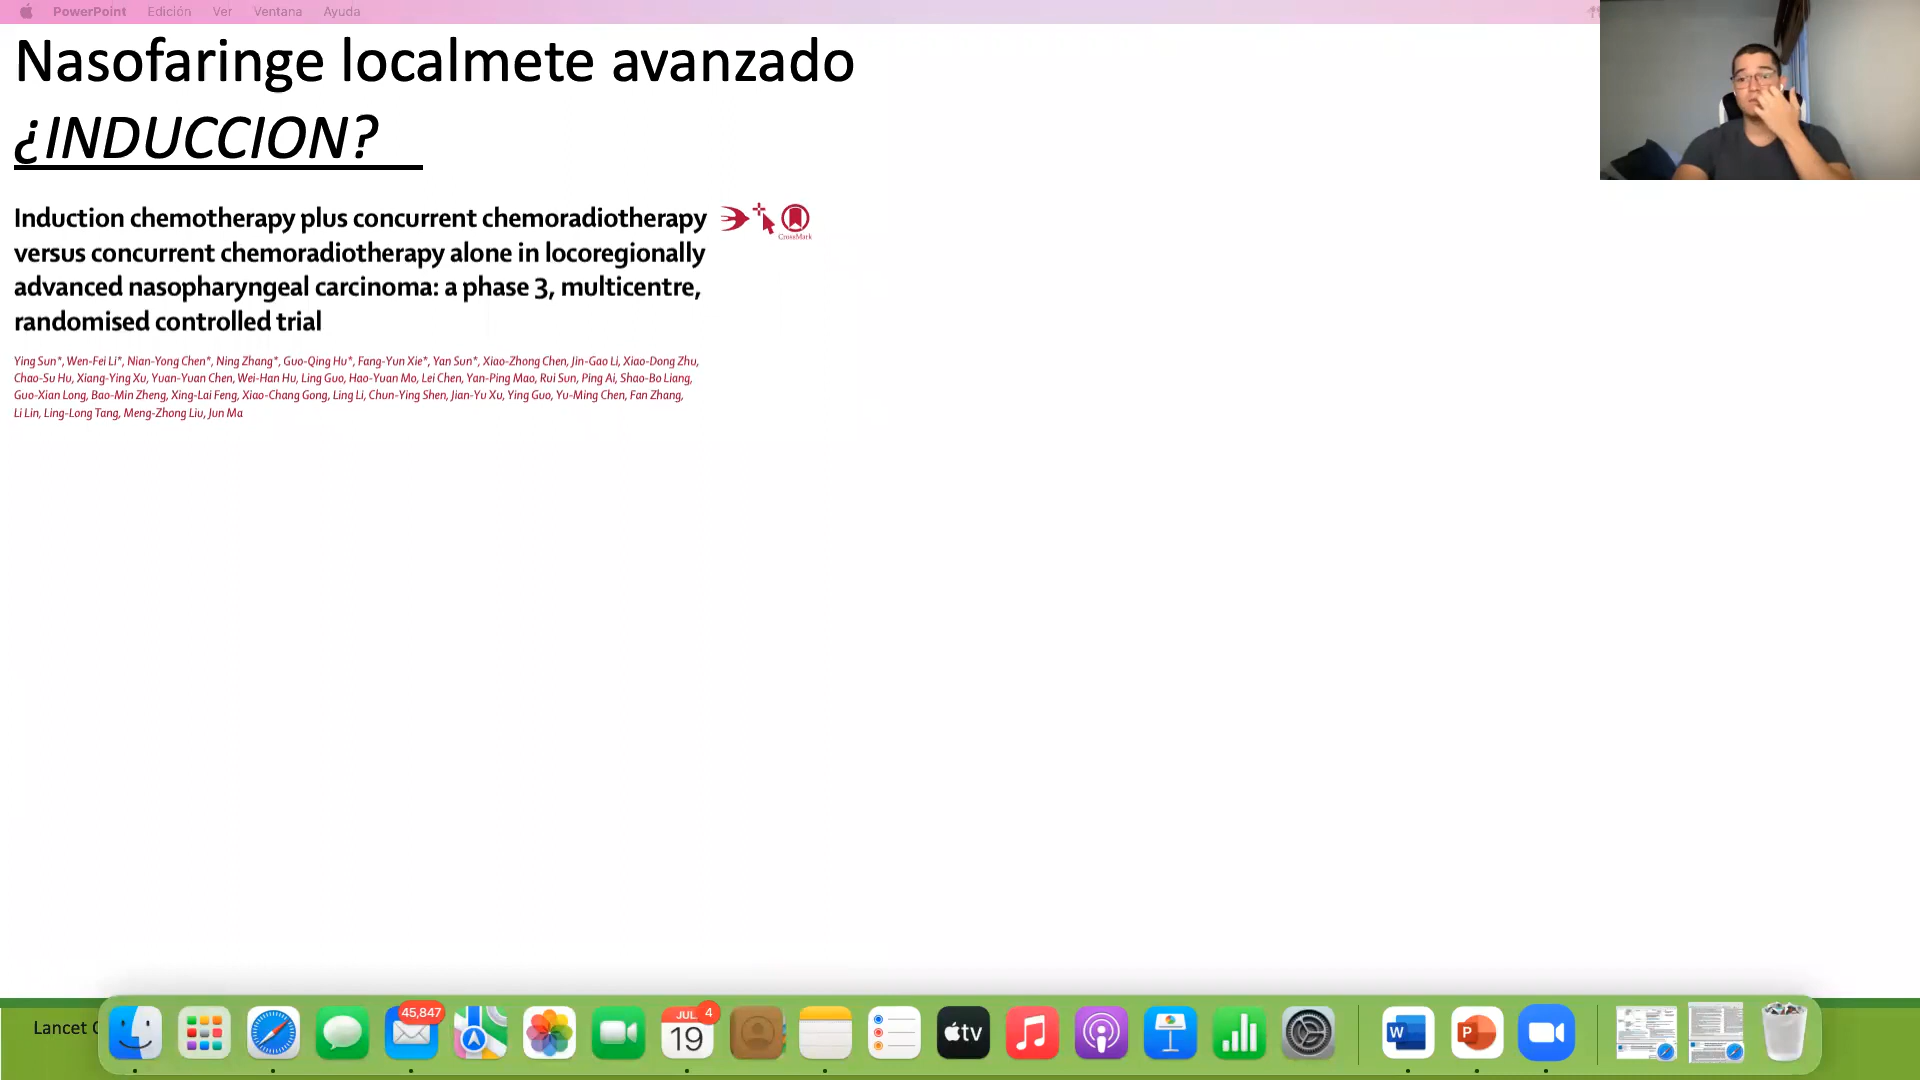 PowerPoint Edición Ver Ventana Ayuda
Nasofaringe localmete avanzado
¿INDUCCION?
Induction chemotherapy plus concurrent chemoradiotherapy
versus concurrent chemoradiotherapy alone in locoregionally
advanced nasopharyngeal carcinoma: a phase 3, multicentre,
randomised controlled trial
CrossMark
Ying Sun*, Wen-Fei Li*, Nian-Yong Chen*, Ning Zhang*, Guo-Qing Hu*, Fang-Yun Xie*, Yan Sun*, Xiao-Zhong Chen, Jin-Gao Li, Xiao-Dong Zhu,
Chao-Su Hu, Xiang-Ying Xu, Yuan-Yuan Chen, Wei-Han Hu, Ling Guo, Hao-Yuan Mo, Lei Chen, Yan-Ping Mao, Rui Sun, Ping Ai, Shao-Bo Liang,
Guo-Xian Long, Bao-Min Zheng, Xing-Lai Feng, Xiao-Chang Gong, Ling Li, Chun-Ying Shen, Jian-Yu Xu, Ying Guo, Yu-Ming Chen, Fan Zhang,
Li Lin, Ling-Long Tang, Meng-Zhong Liu, Jun Ma
Lancet
45,847
JUL 4
19
tv
W
P